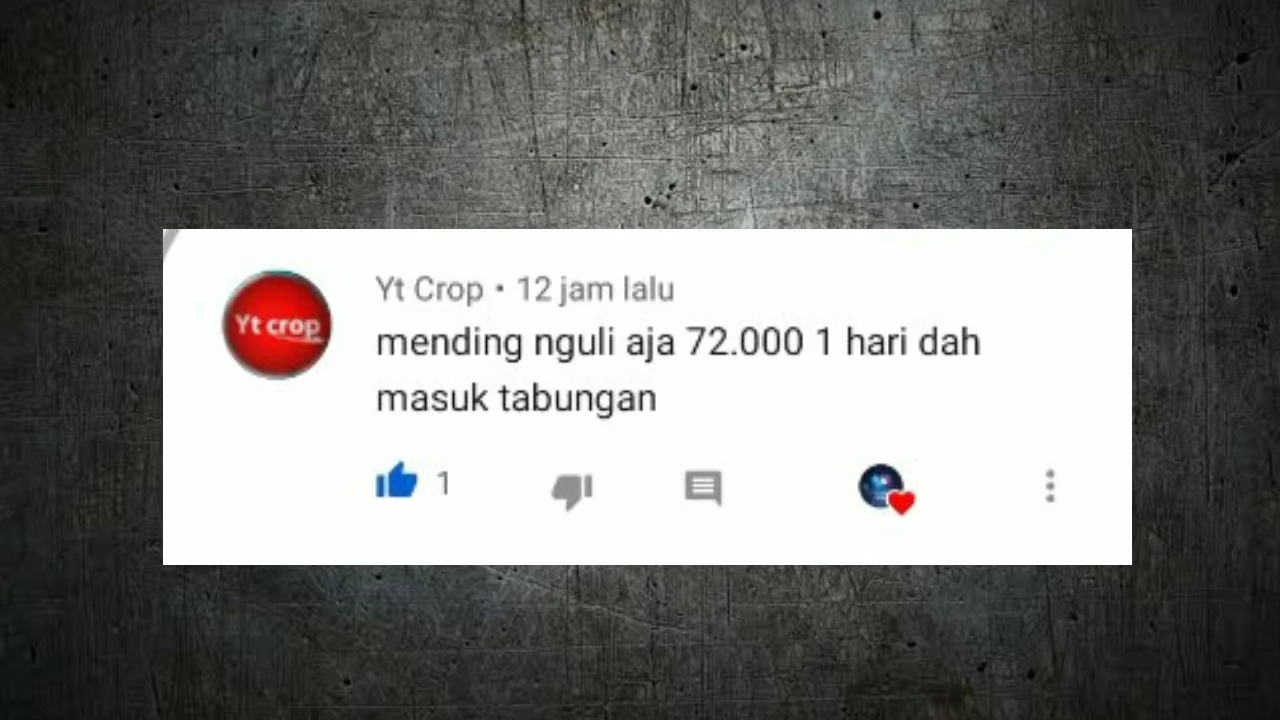 Yt crop
Yt Crop • 12 jam lalu
mending nguli aja 72.000 1 hari dah
masuk tabungan
1